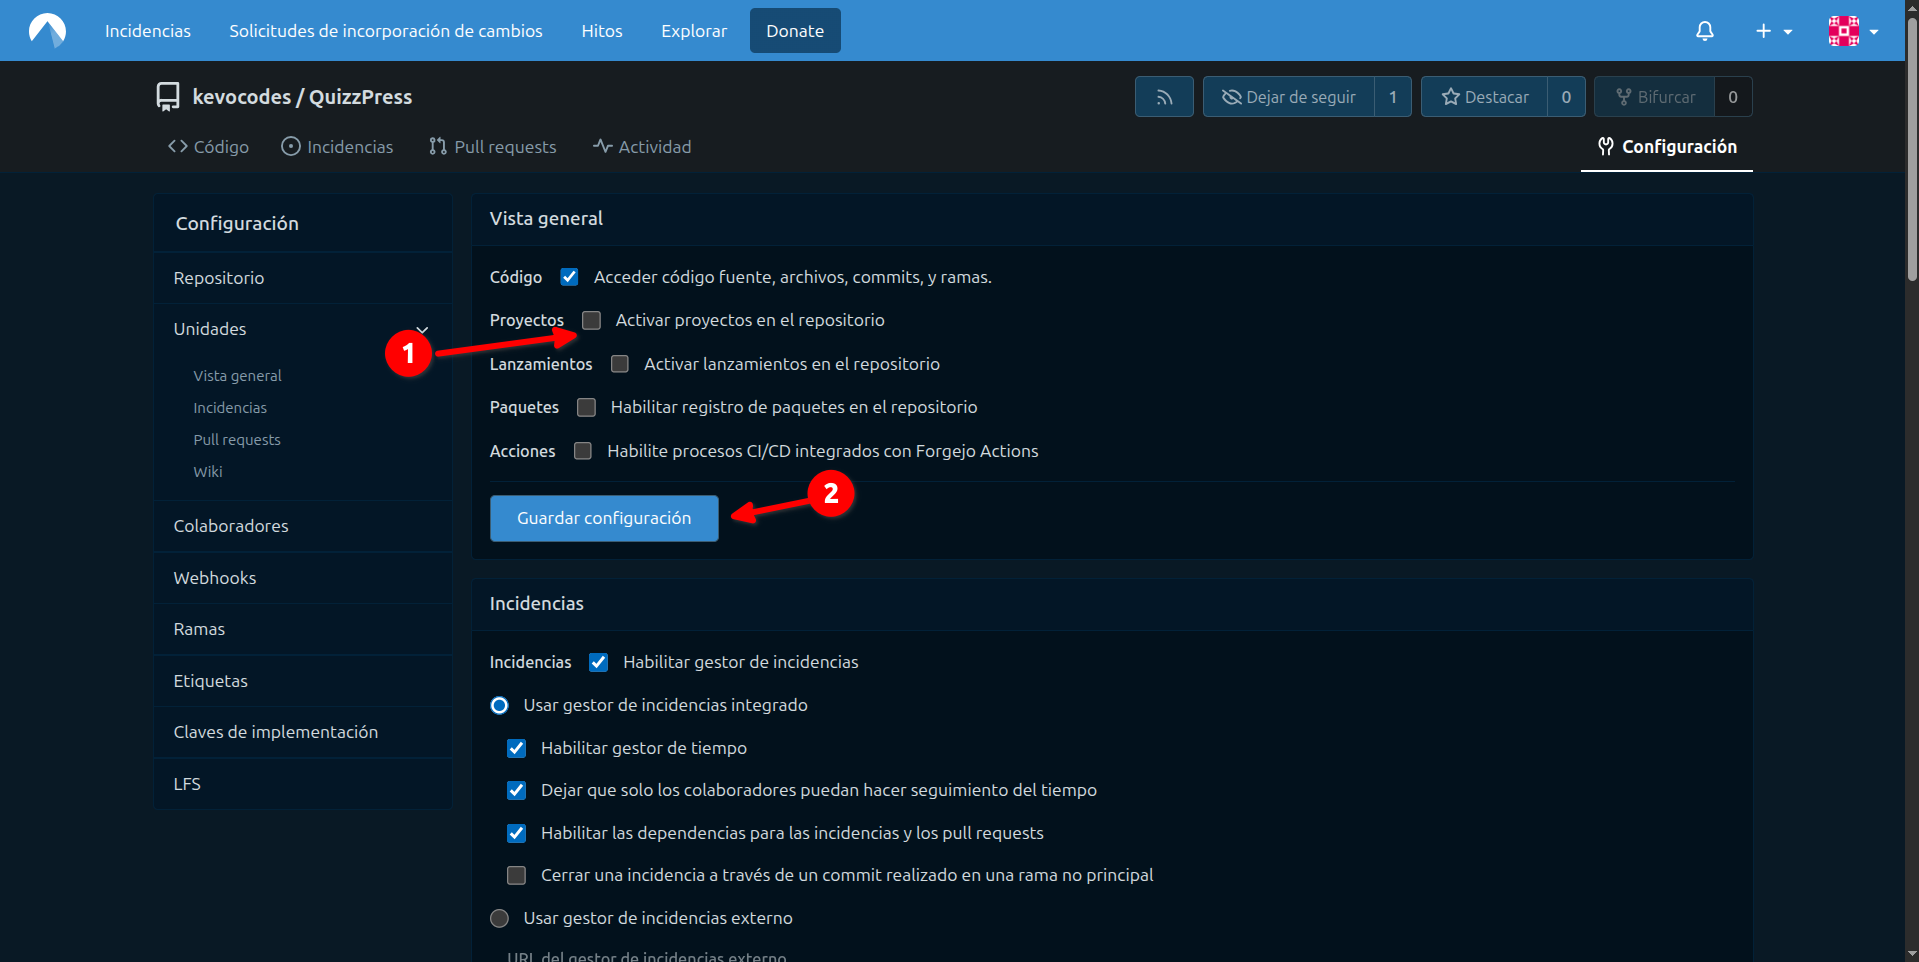 Incidencias Solicitudes de incorporación de cambios Hitos Explorar Donate
kevocodes / QuizzPress
Dejar de seguir 1 Destacar 0 Bifurcar 0
Código Incidencias Pull requests Actividad Configuración
Configuración
Repositorio
Unidades
Vista general
Incidencias
Pull requests
Wiki
Colaboradores
Webhooks
Ramas
Etiquetas
Claves de implementación
LFS
Vista general
Código Acceder código fuente, archivos, commits, y ramas.
Proyectos Activar proyectos en el repositorio
1
Lanzamientos Activar lanzamientos en el repositorio
Paquetes Habilitar registro de paquetes en el repositorio
Acciones Habilite procesos CI/CD integrados con Forgejo Actions
2
Guardar configuración
Incidencias
Incidencias Habilitar gestor de incidencias
Usar gestor de incidencias integrado
Habilitar gestor de tiempo
Dejar que solo los colaboradores puedan hacer seguimiento del tiempo
Habilitar las dependencias para las incidencias y los pull requests
Cerrar una incidencia a través de un commit realizado en una rama no principal
Usar gestor de incidencias externo
URL del gestor de incidencias externo